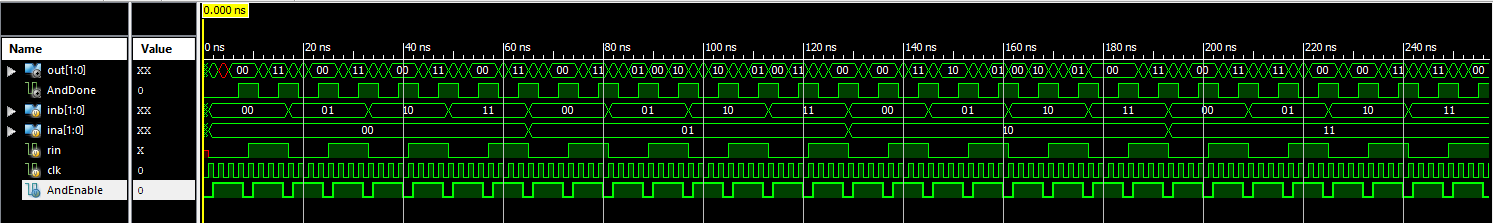 0.000 ns
Name Value 0 ns 20 ns 40 ns 60 ns 80 ns 100 ns 120 ns 140 ns 160 ns 180 ns 200 ns 220 ns 240 ns
out[1:0] XX 00 11 00 11 00 11 00 11 00 11 01 00 10 10 01 00 11 00 00 11 10 01 00 10 01 00 11 11 11 00 00 11 11 00
AndDone 0
inb[1:0] XX 00 01 10 11 00 01 10 11 00 01 10 11 00 01 10 11
ina[1:0] XX 00 01 10 11
rin X
clk 0
AndEnable 0